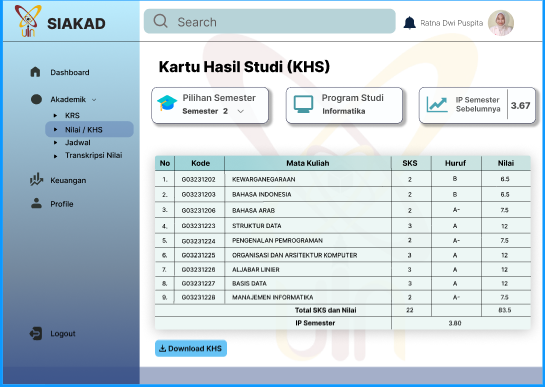 SIAKAD
Search
Ratna Dwi Puspita
Dashboard
Akademik
KRS
Nilai / KHS
Jadwal
Transkripsi Nilai
Keuangan
Profile
Logout
Kartu Hasil Studi (KHS)
Pilihan Semester
Semester 2
Program Studi
Informatika
IP Semester
Sebelumnya
3.67
No Kode Mata Kuliah SKS Huruf Nilai
1. G03231202 KEWARGANEGARAAN 2 B 6.5
2. G03231203 BAHASA INDONESIA 2 B 6.5
3. G03231206 BAHASA ARAB 2 A- 7.5
4. G03231223 STRUKTUR DATA 3 A 12
5. G03231224 PENGENALAN PEMROGRAMAN 2 A- 7.5
6. G03231225 ORGANISASI DAN ARSITEKTUR KOMPUTER 3 A 12
7. G03231226 ALJABAR LINIER 3 A 12
8. G03231227 BASIS DATA 3 A 12
9. G03231228 MANAJEMEN INFORMATIKA 2 A- 7.5
Total SKS dan Nilai 22 83.5
IP Semester 3.80
Download KHS